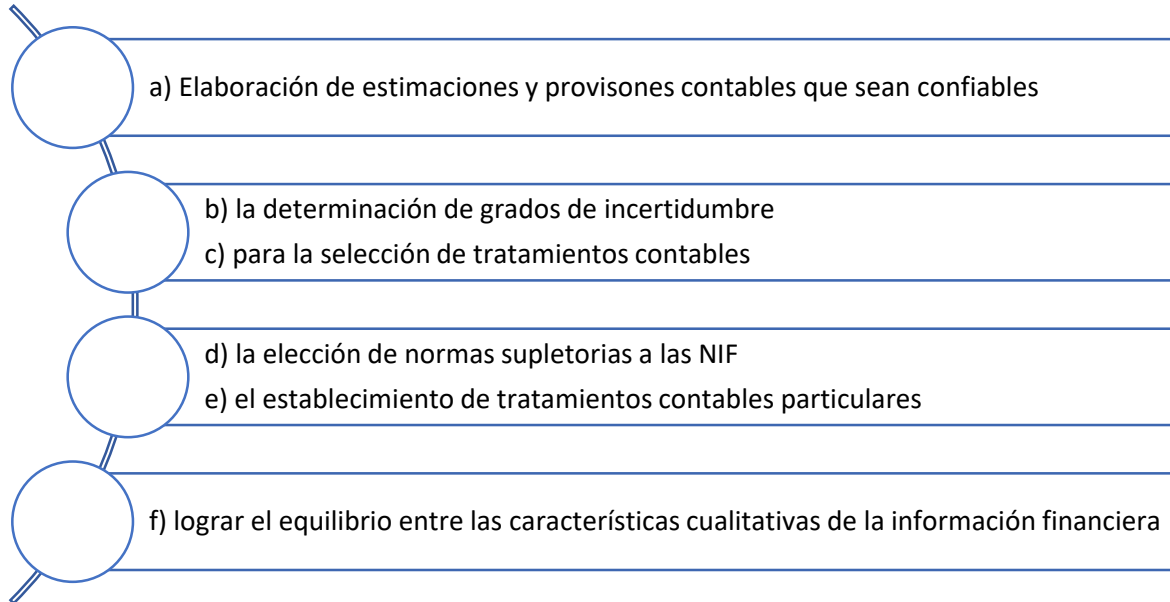 a) Elaboración de estimaciones y provisones contables que sean confiables
b) la determinación de grados de incertidumbre
c) para la selección de tratamientos contables
d) la elección de normas supletorias a las NIF
e) el establecimiento de tratamientos contables particulares
f) lograr el equilibrio entre las características cualitativas de la información financiera